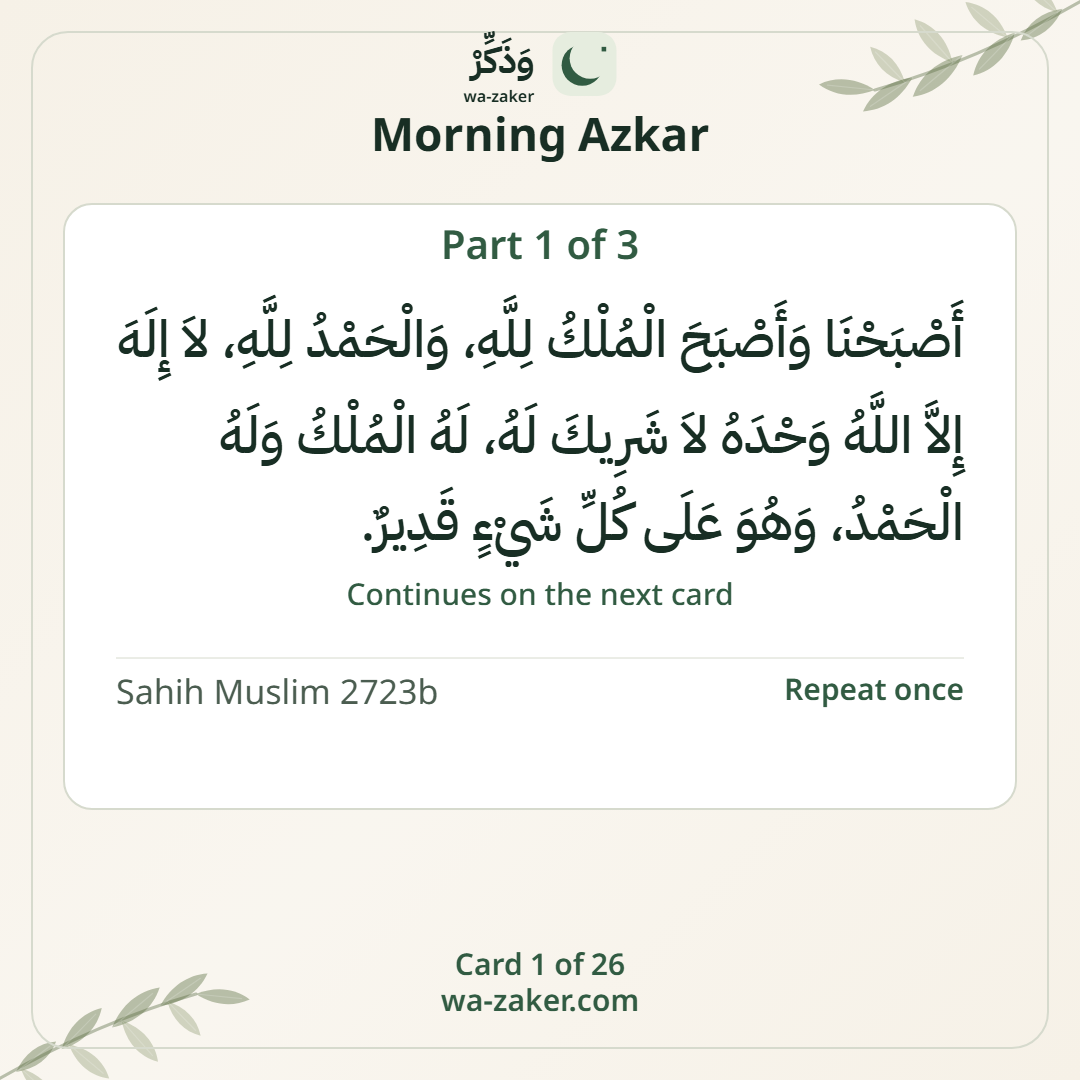 وَذَكِّرْ
wa-zaker
Morning Azkar
Part 1 of 3
أَصْبَحْنَا وَأَصْبَحَ الْمُلْكُ لِلَّهِ، وَالْحَمْدُ لِلَّهِ، لاَ إِلَهَ
إِلاَّ اللَّهُ وَحْدَهُ لاَ شَرِيكَ لَهُ، لَهُ الْمُلْكُ وَلَهُ
الْحَمْدُ، وَهُوَ عَلَى كُلِّ شَيْءٍ قَدِيرٌ.
Continues on the next card
Sahih Muslim 2723b
Repeat once
Card 1 of 26
wa-zaker.com